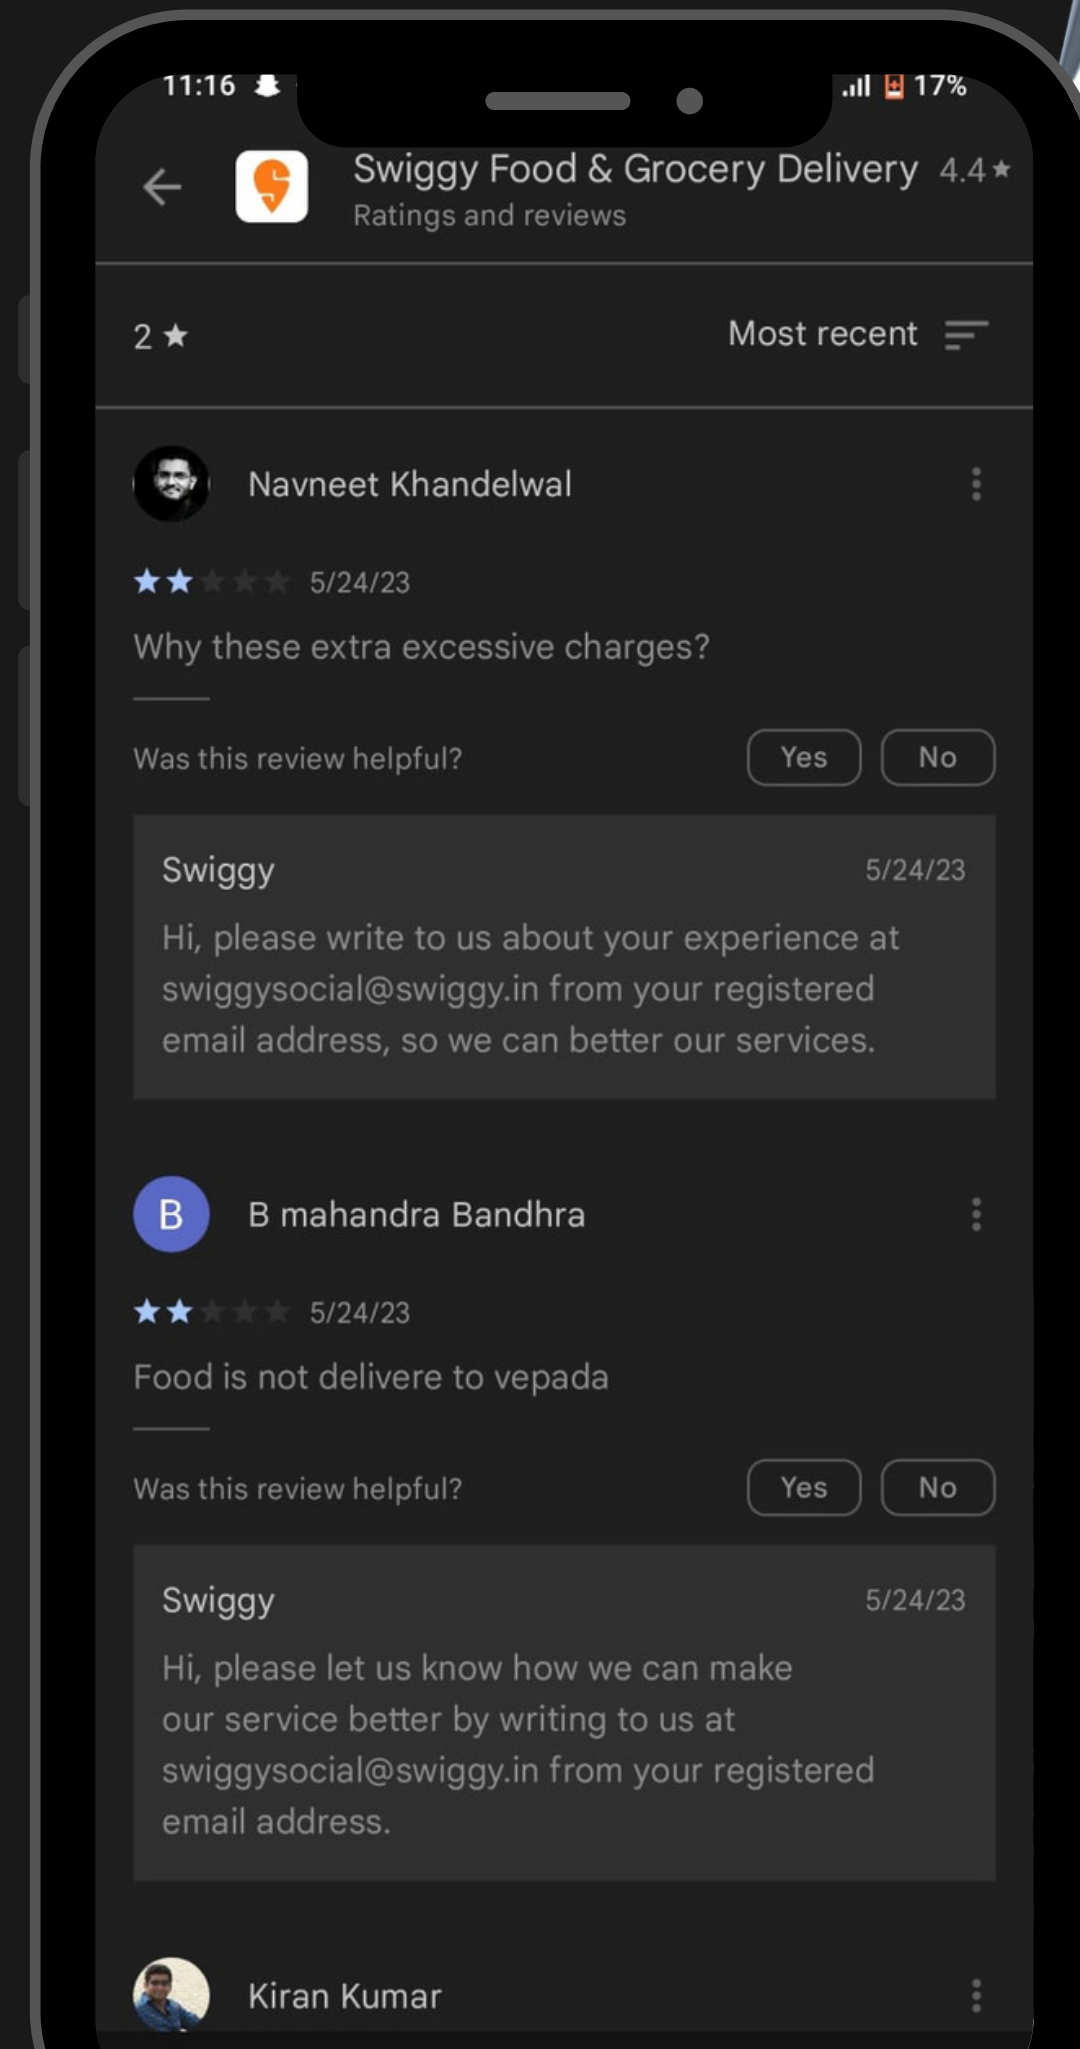 11:16
17%
Swiggy Food & Grocery Delivery 4.4★
Ratings and reviews
2 ★
Most recent
Navneet Khandelwal
5/24/23
Why these extra excessive charges?
Was this review helpful?
Yes
No
Swiggy
5/24/23
Hi, please write to us about your experience at
swiggysocial@swiggy.in from your registered
email address, so we can better our services.
B
B mahandra Bandhra
5/24/23
Food is not delivere to vepada
Was this review helpful?
Yes
No
Swiggy
5/24/23
Hi, please let us know how we can make
our service better by writing to us at
swiggysocial@swiggy.in from your registered
email address.
Kiran Kumar